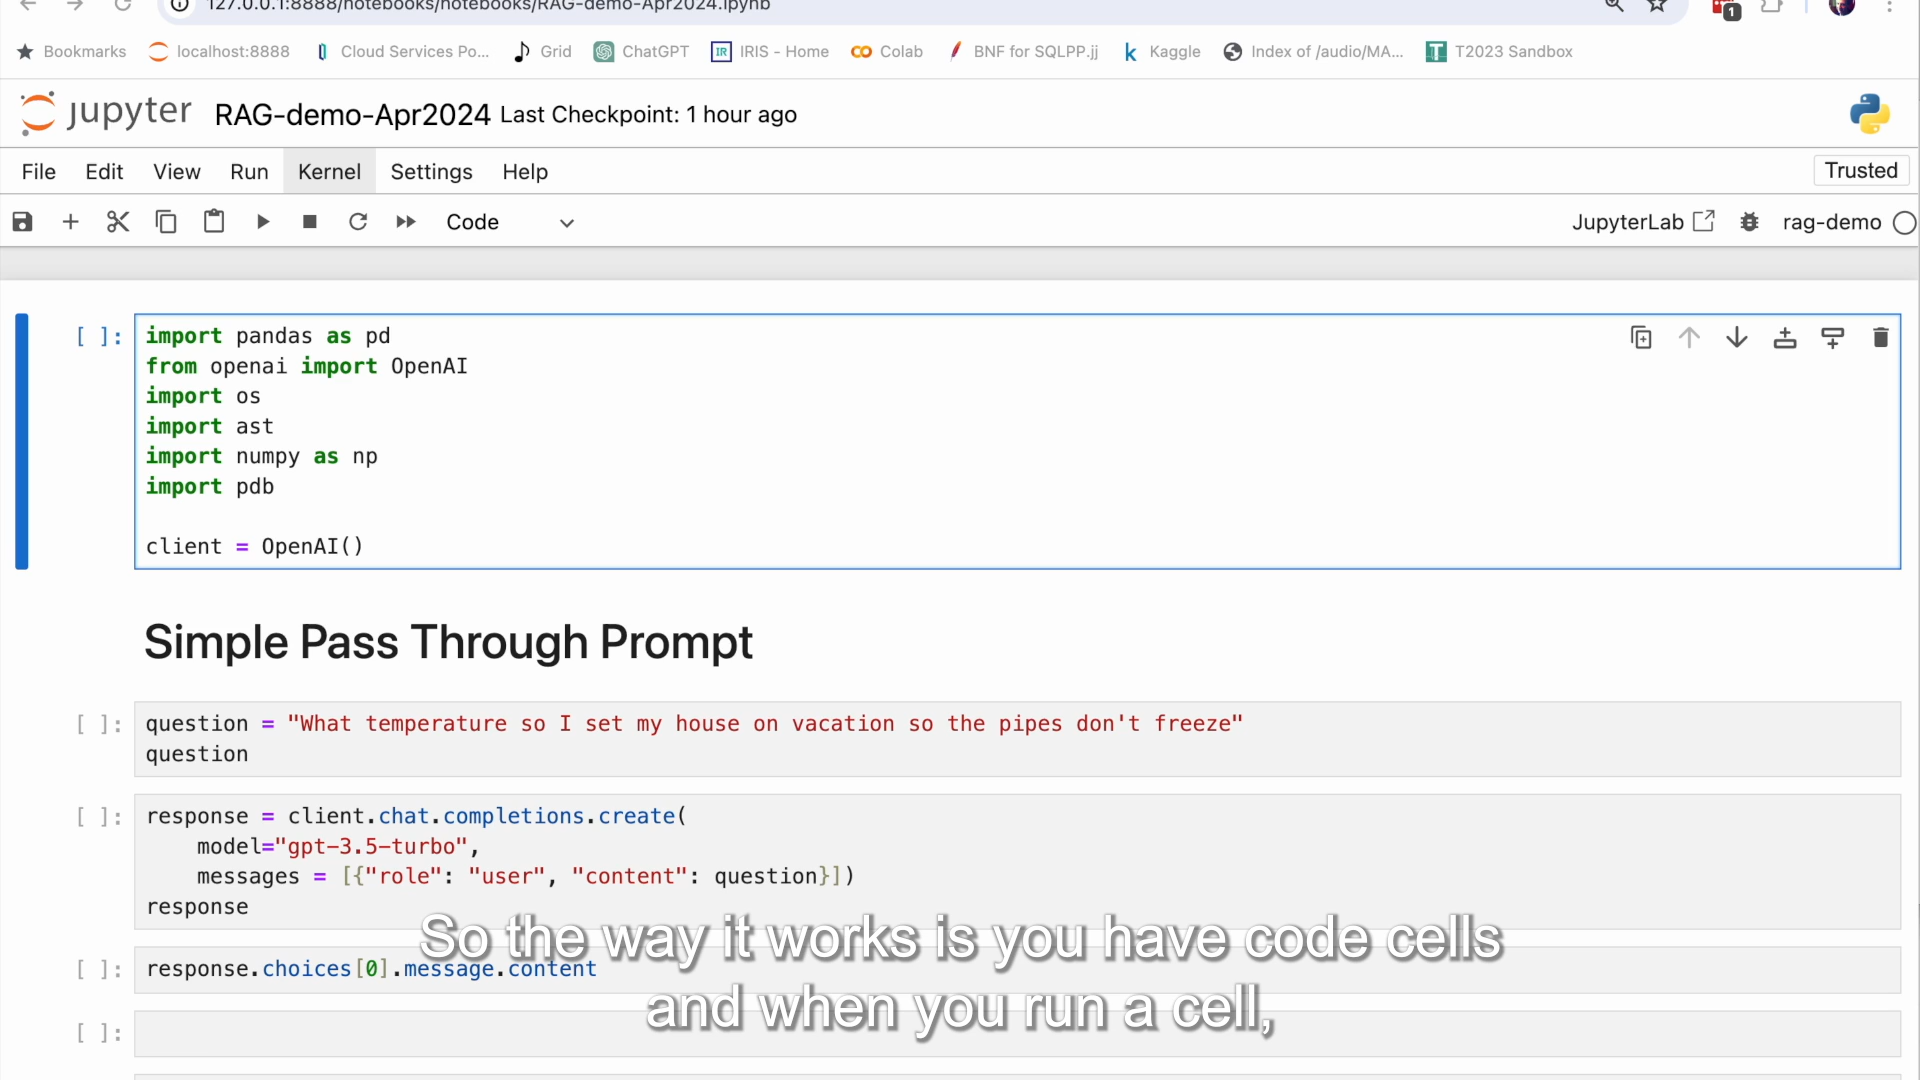 127.0.0.1:8888/notebooks/notebooks/RAG-demo-Apr2024.ipynb
1
Bookmarks localhost:8888 Cloud Services Po... Grid ChatGPT IR IRIS - Home Colab BNF for SQLPP.jj k Kaggle Index of /audio/MA... T T2023 Sandbox
jupyter RAG-demo-Apr2024 Last Checkpoint: 1 hour ago
File Edit View Run Kernel Settings Help Trusted
Code JupyterLab rag-demo
[ ]: import pandas as pd
from openai import OpenAI
import os
import ast
import numpy as np
import pdb
client = OpenAI()
Simple Pass Through Prompt
[ ]: question = "What temperature so I set my house on vacation so the pipes don't freeze"
question
[ ]: response = client.chat.completions.create(
model="gpt-3.5-turbo",
messages = [{"role": "user", "content": question}])
response
[ ]: response.choices[0].message.content
[ ]:
So the way it works is you have code cells
and when you run a cell,